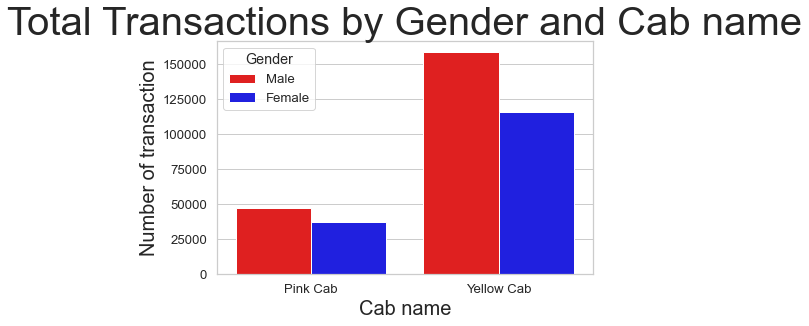 Total Transactions by Gender and Cab name
Gender
Male
Female
150000
125000
100000
75000
50000
25000
0
Number of transaction
Pink Cab
Yellow Cab
Cab name